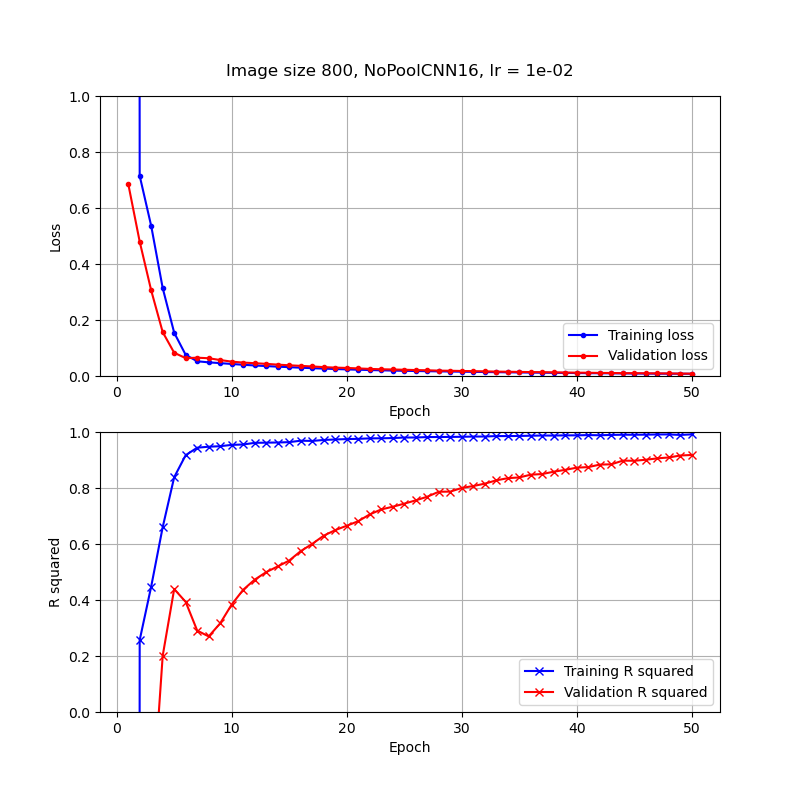 Image size 800, NoPoolCNN16, lr = 1e-02
1.0
0.8
0.6
0.4
0.2
0.0
Loss
0 10 20 30 40 50
Epoch
Training loss
Validation loss
1.0
0.8
0.6
0.4
0.2
0.0
R squared
0 10 20 30 40 50
Epoch
Training R squared
Validation R squared